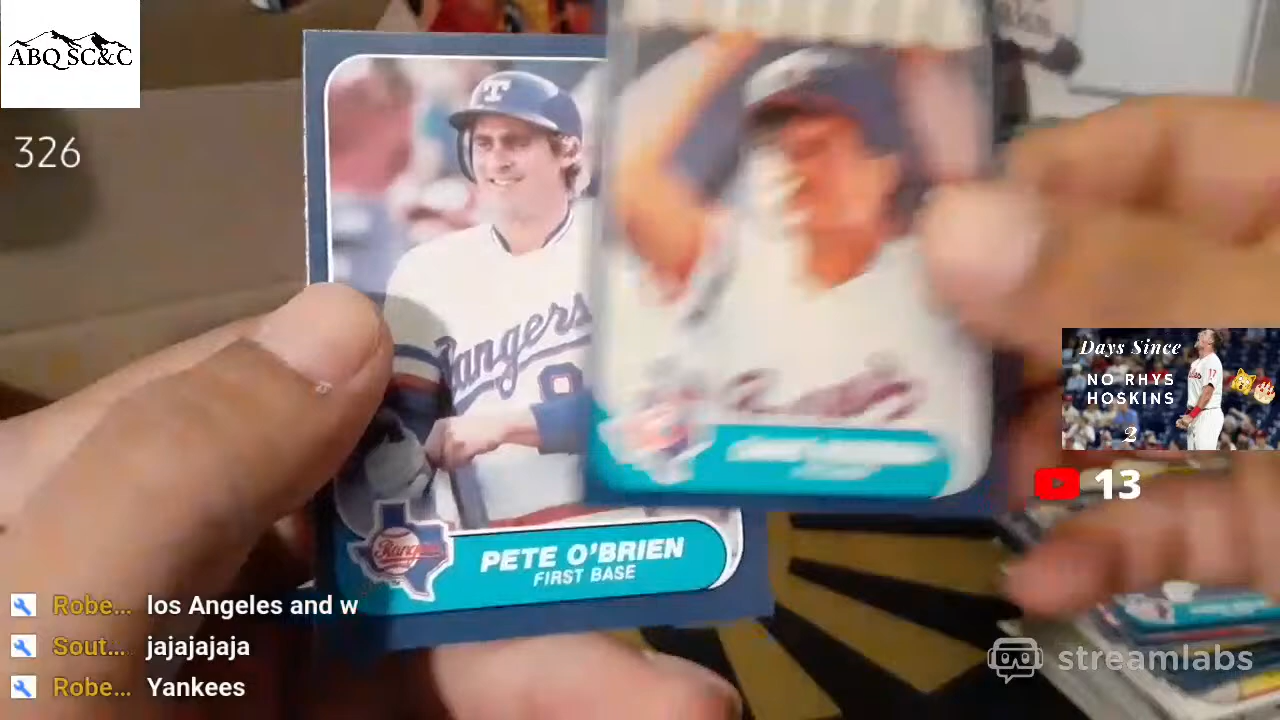 ABQ SC&C
326
T
Rangers
Rangers
PETE O'BRIEN
FIRST BASE
Days Since
NO RHYS
HOSKINS
2
13
Robe... los Angeles and w
Sout... jajajajaja
Robe... Yankees
streamlabs